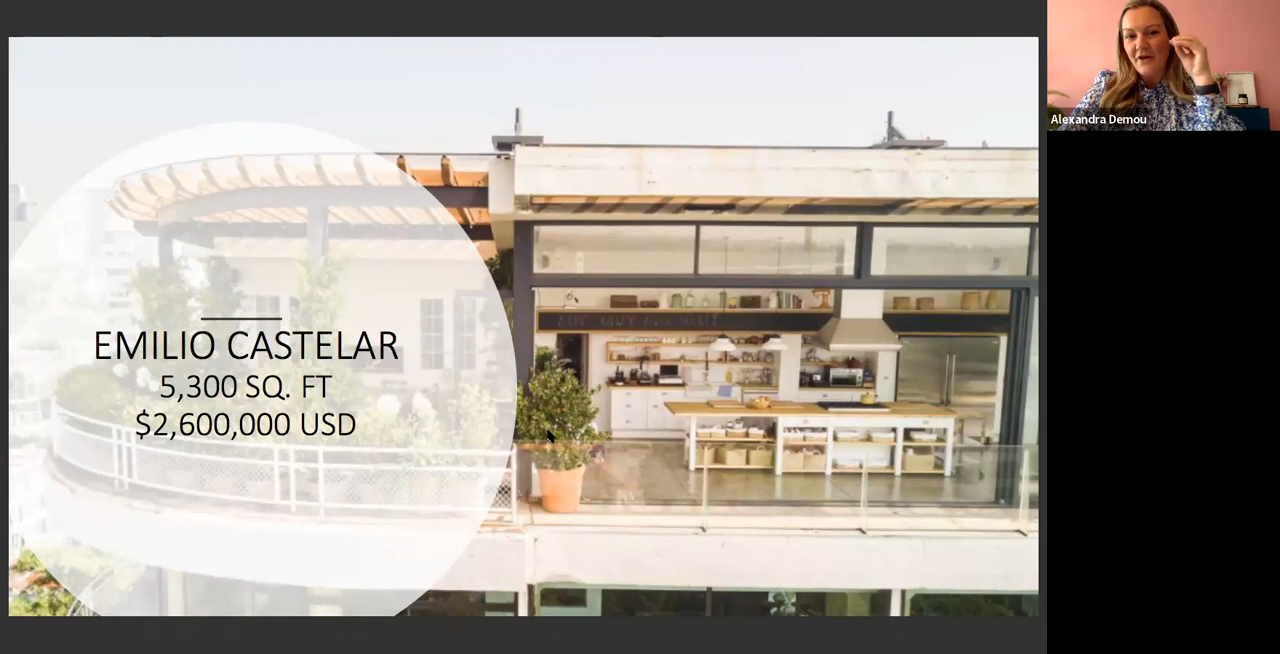 EMILIO CASTELAR
5,300 SQ. FT
$2,600,000 USD
Alexandra Demou